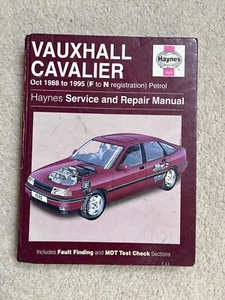 VAUXHALL
CAVALIER
Haynes
Oct 1988 to 1995 (F to N registration) Petrol
Haynes Service and Repair Manual
Includes Fault Finding and MOT Test Check Sections